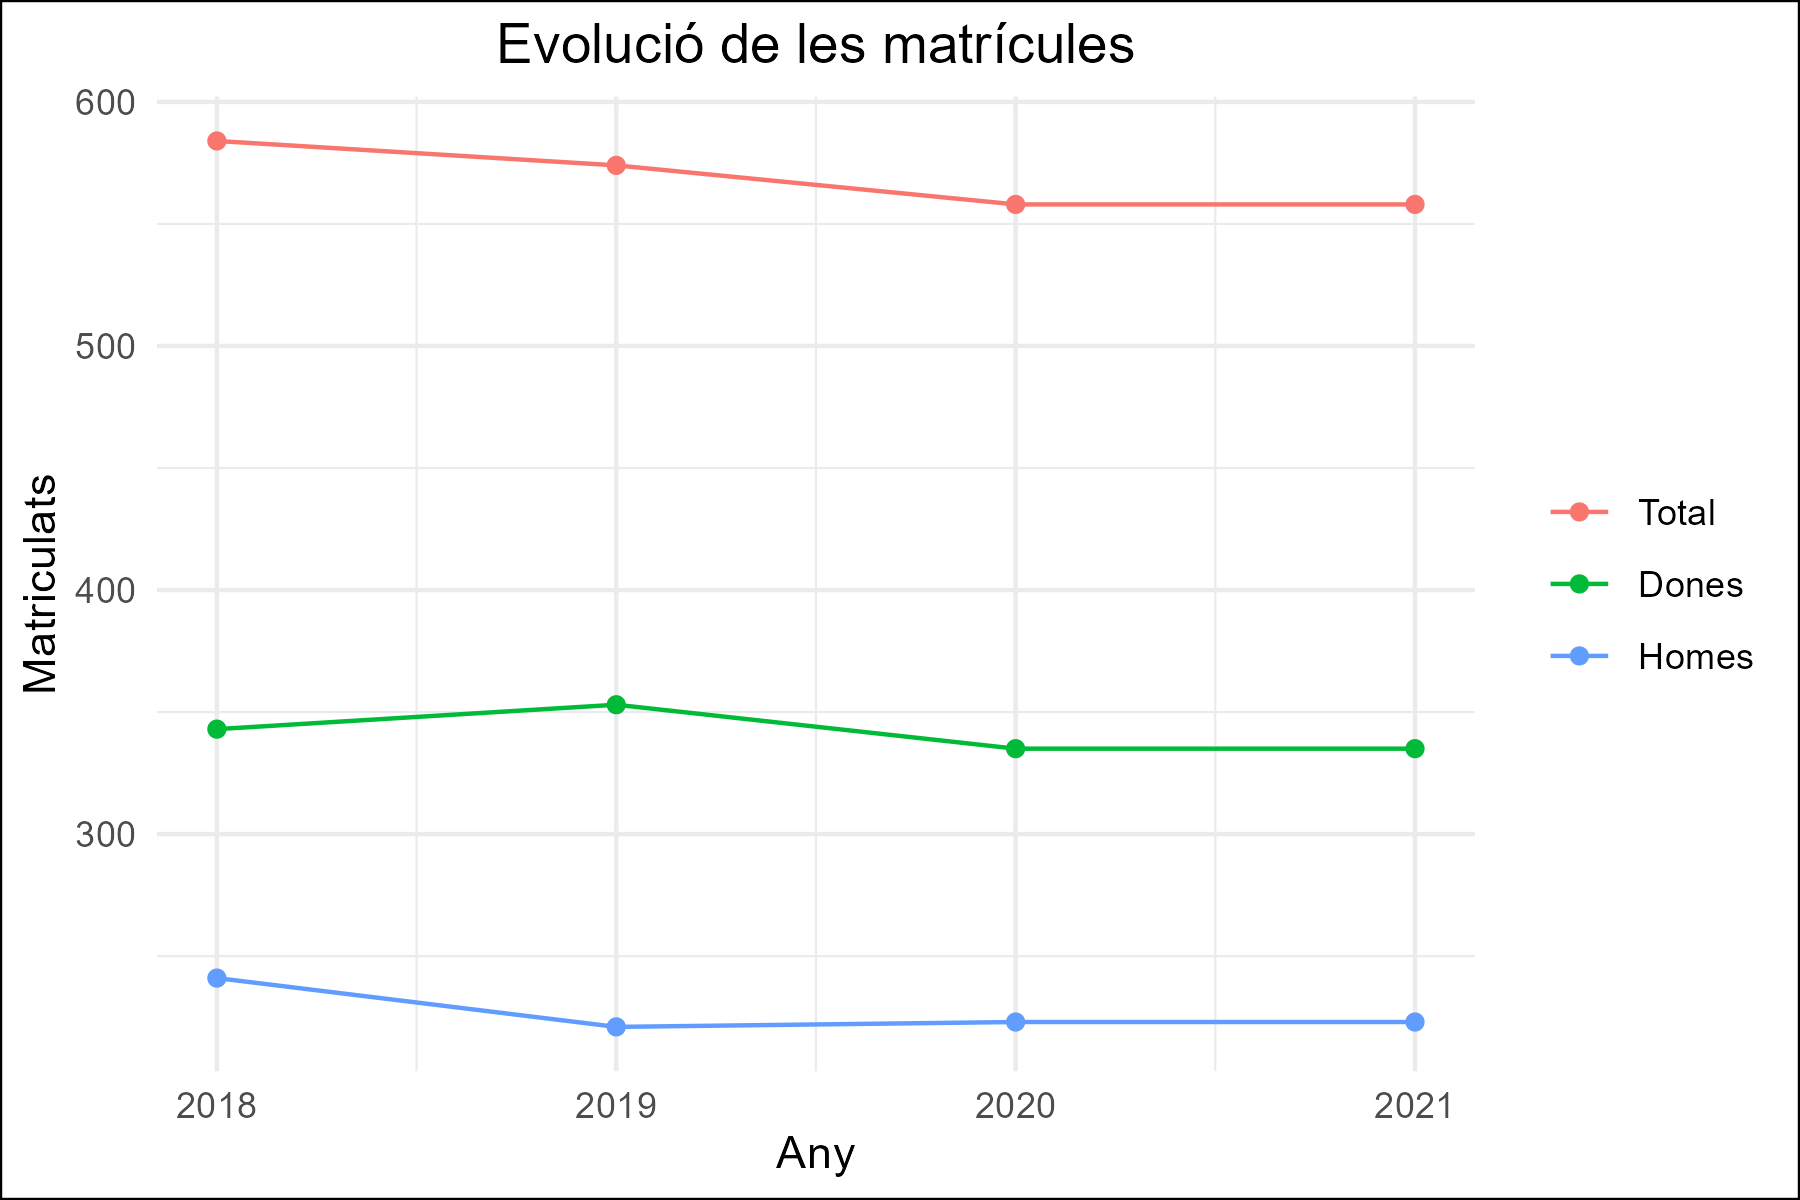 Evolució de les matrícules
600
500
400
300
Matriculats
2018 2019 2020 2021
Any
Total
Dones
Homes